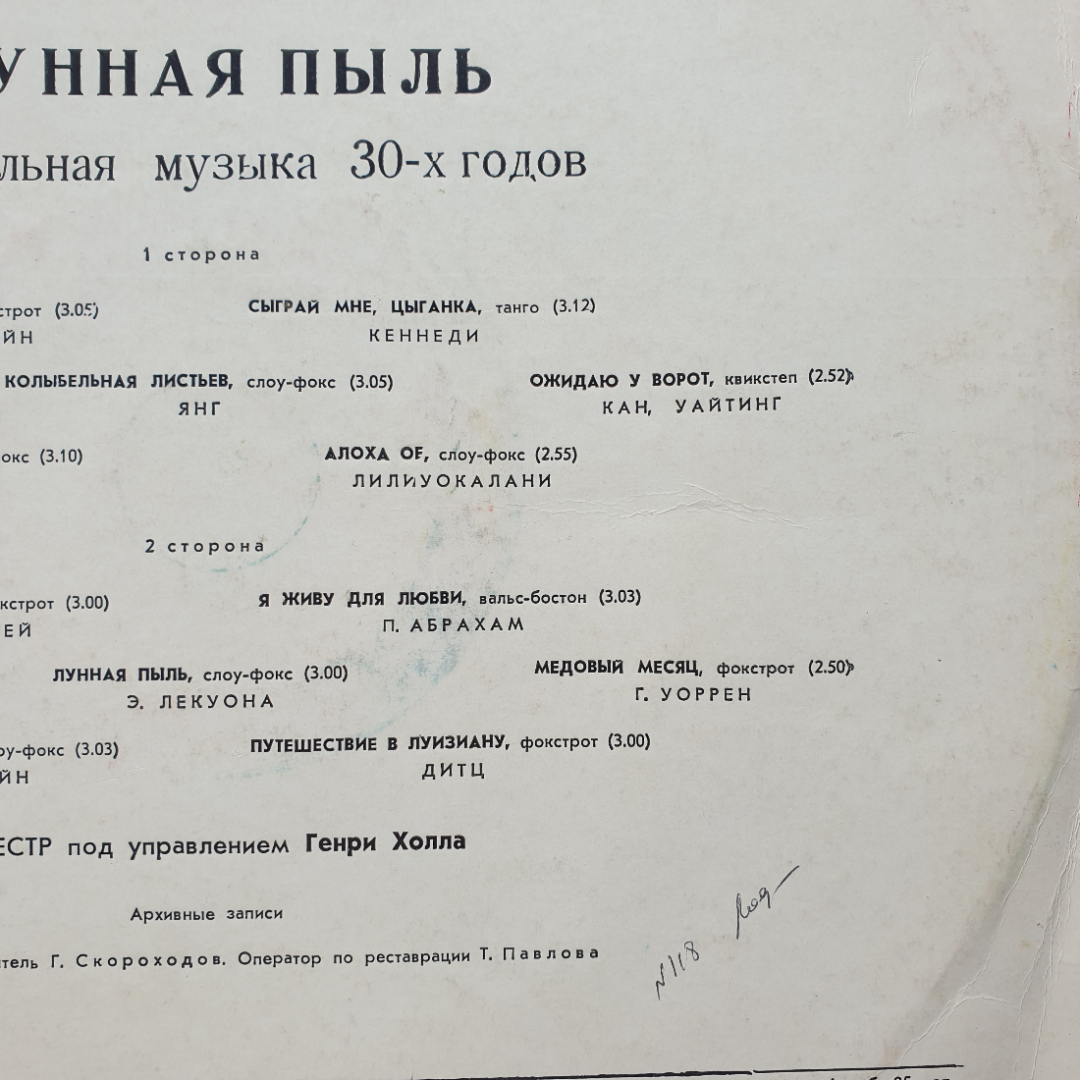 УННАЯ ПЫЛЬ
льная музыка 30-х годов
1 сторона
строт (3.05) СЫГРАЙ МНЕ, ЦЫГАНКА, танго (3.12)
ЙН КЕННЕДИ
КОЛЫБЕЛЬНАЯ ЛИСТЬЕВ, слоу-фокс (3.05) ОЖИДАЮ У ВОРОТ, квикстеп (2.52)
ЯНГ КАН, УАЙТИНГ
окс (3.10) АЛОХА ОЕ, слоу-фокс (2.55)
ЛИЛИУОКАЛАНИ
2 сторона
кстрот (3.00) Я ЖИВУ ДЛЯ ЛЮБВИ, вальс-бостон (3.03)
ЕЙ П. АБРАХАМ
ЛУННАЯ ПЫЛЬ, слоу-фокс (3.00) МЕДОВЫЙ МЕСЯЦ, фокстрот (2.50)
Э. ЛЕКУОНА Г. УОРРЕН
оу-фокс (3.03) ПУТЕШЕСТВИЕ В ЛУИЗИАНУ, фокстрот (3.00)
ЙН ДИТЦ
ЕСТР под управлением Генри Холла
Архивные записи
тель Г. Скороходов. Оператор по реставрации Т. Павлова
N118